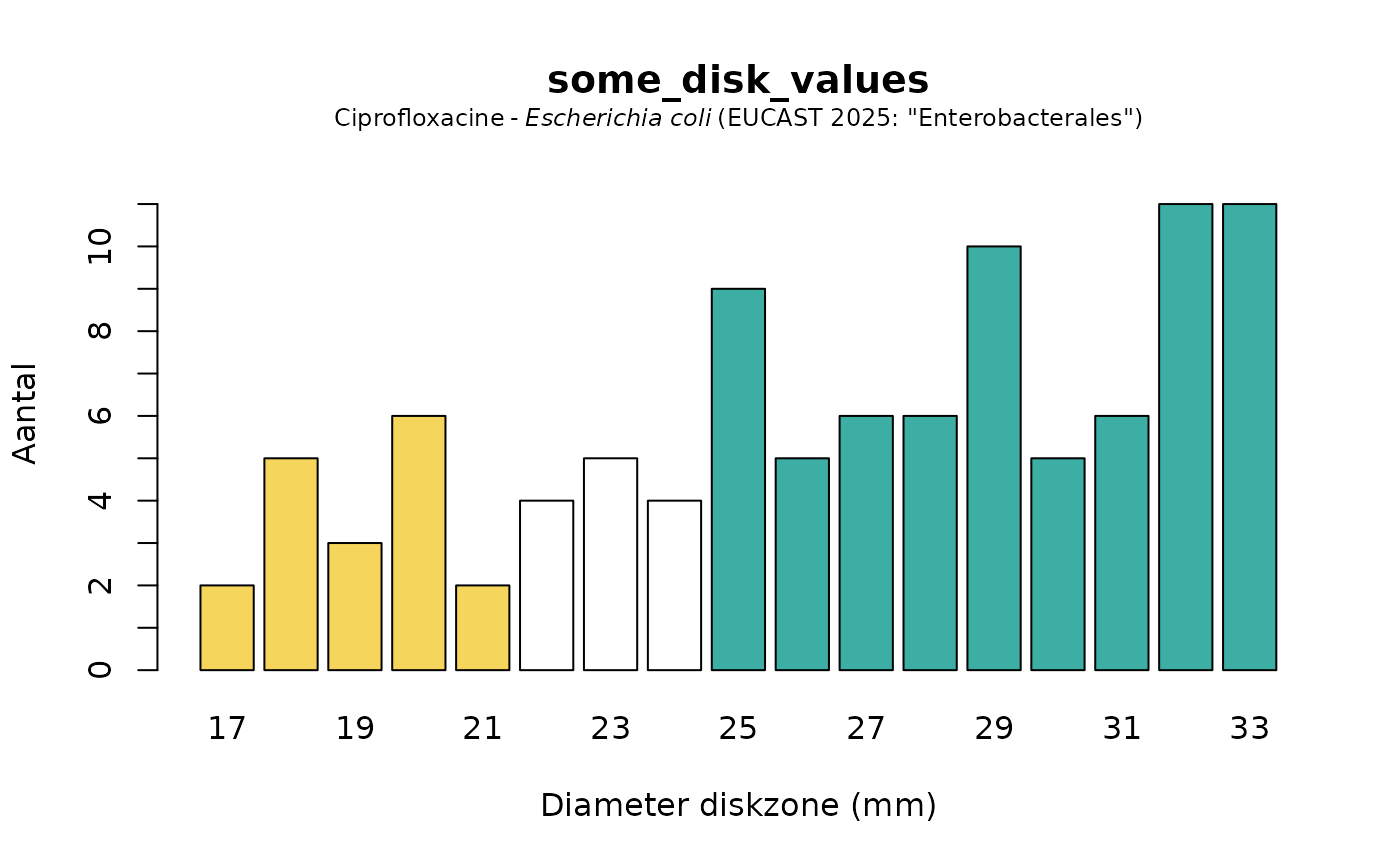 some_disk_values
Ciprofloxacine - Escherichia coli (EUCAST 2025: "Enterobacterales")
Aantal
10
8
6
4
2
0
17 19 21 23 25 27 29 31 33
Diameter diskzone (mm)